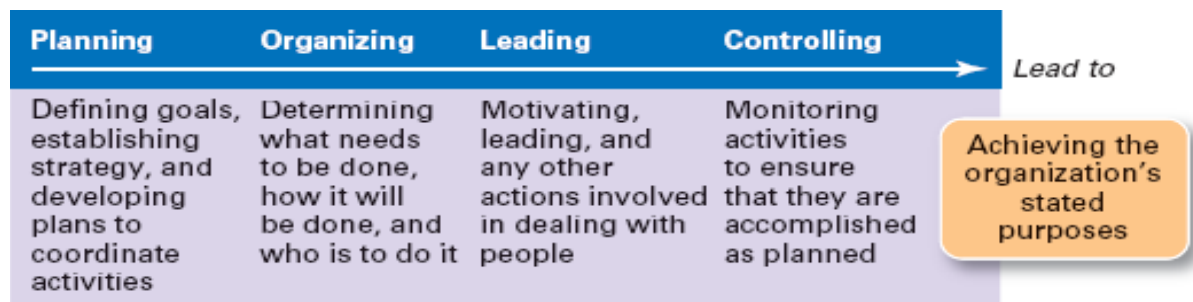 Planning
Organizing
Leading
Controlling
Lead to
Defining goals,
establishing
strategy, and
developing
plans to
coordinate
activities
Determining
what needs
to be done,
how it will
be done, and
who is to do it
Motivating,
leading, and
any other
actions involved
in dealing with
people
Monitoring
activities
to ensure
that they are
accomplished
as planned
Achieving the
organization's
stated
purposes